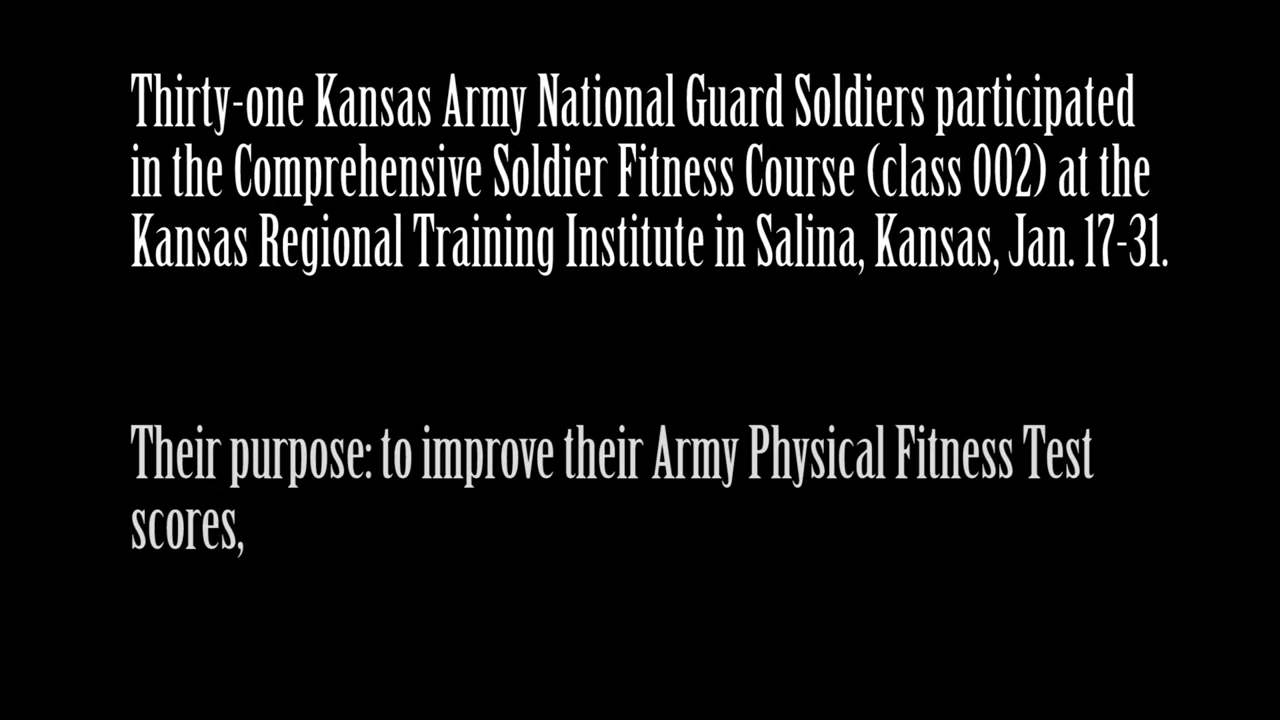 Thirty-one Kansas Army National Guard Soldiers participated
in the Comprehensive Soldier Fitness Course (class 002) at the
Kansas Regional Training Institute in Salina, Kansas, Jan. 17-31.
Their purpose: to improve their Army Physical Fitness Test
scores,